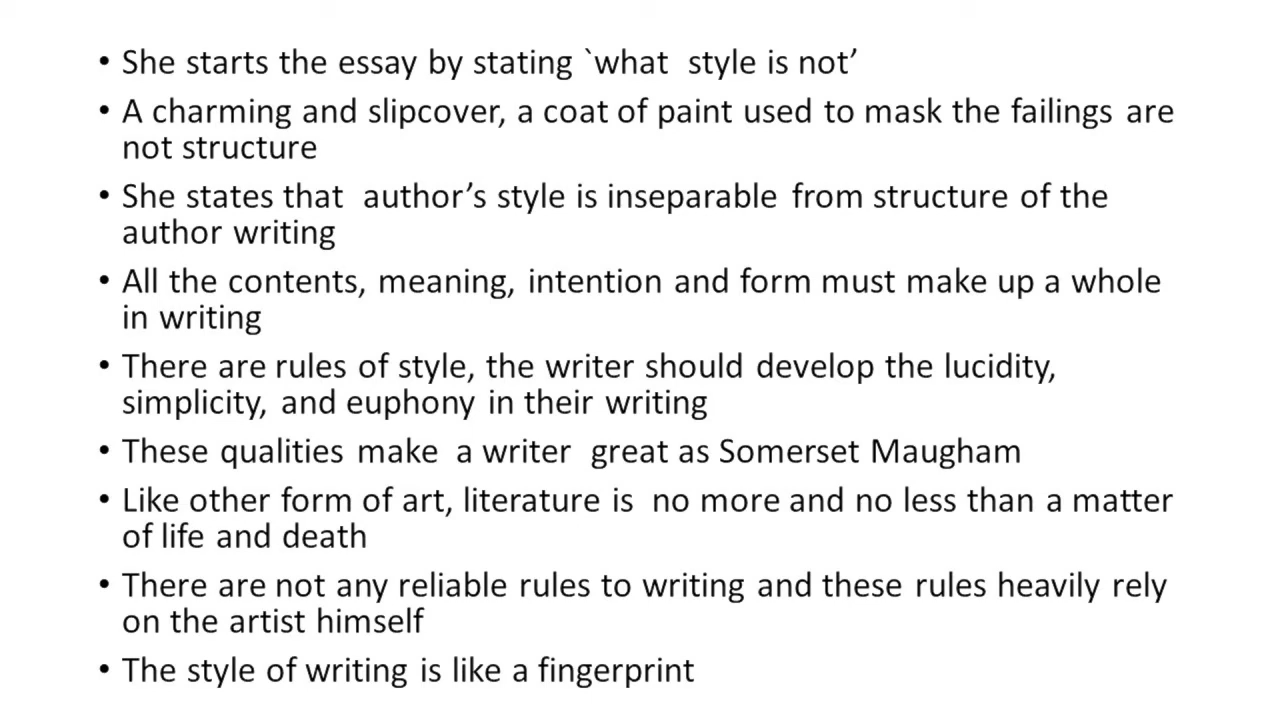 • She starts the essay by stating `what style is not’
• A charming and slipcover, a coat of paint used to mask the failings are
not structure
• She states that author’s style is inseparable from structure of the
author writing
• All the contents, meaning, intention and form must make up a whole
in writing
• There are rules of style, the writer should develop the lucidity,
simplicity, and euphony in their writing
• These qualities make a writer great as Somerset Maugham
• Like other form of art, literature is no more and no less than a matter
of life and death
• There are not any reliable rules to writing and these rules heavily rely
on the artist himself
• The style of writing is like a fingerprint